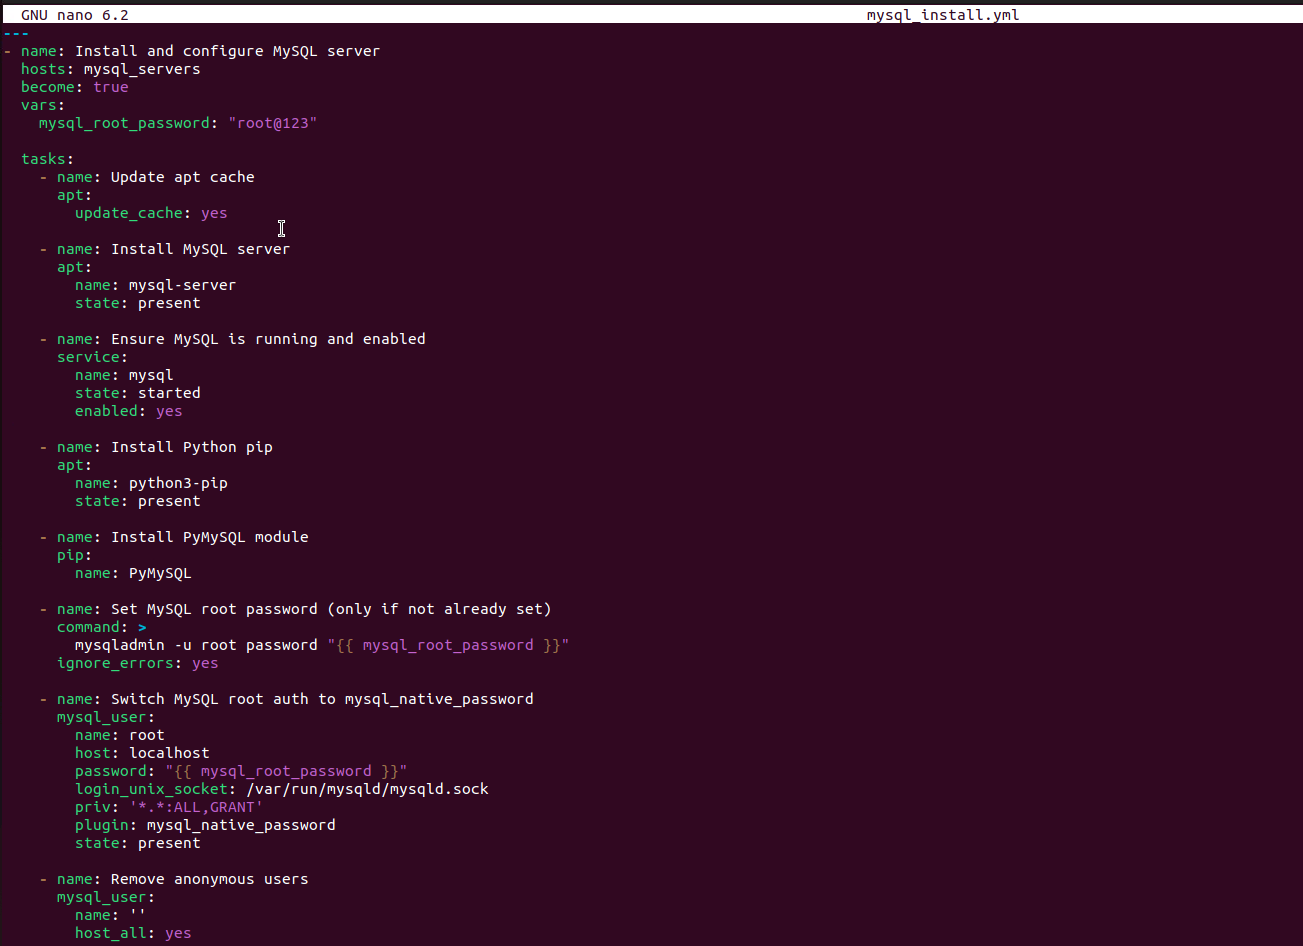 GNU nano 6.2 mysql_install.yml
---
- name: Install and configure MySQL server
  hosts: mysql_servers
  become: true
  vars:
    mysql_root_password: "root@123"

  tasks:
    - name: Update apt cache
      apt:
        update_cache: yes

    - name: Install MySQL server
      apt:
        name: mysql-server
        state: present

    - name: Ensure MySQL is running and enabled
      service:
        name: mysql
        state: started
        enabled: yes

    - name: Install Python pip
      apt:
        name: python3-pip
        state: present

    - name: Install PyMySQL module
      pip:
        name: PyMySQL

    - name: Set MySQL root password (only if not already set)
      command: >
        mysqladmin -u root password "{{ mysql_root_password }}"
      ignore_errors: yes

    - name: Switch MySQL root auth to mysql_native_password
      mysql_user:
        name: root
        host: localhost
        password: "{{ mysql_root_password }}"
        login_unix_socket: /var/run/mysqld/mysqld.sock
        priv: '*.*:ALL,GRANT'
        plugin: mysql_native_password
        state: present

    - name: Remove anonymous users
      mysql_user:
        name: ''
        host_all: yes